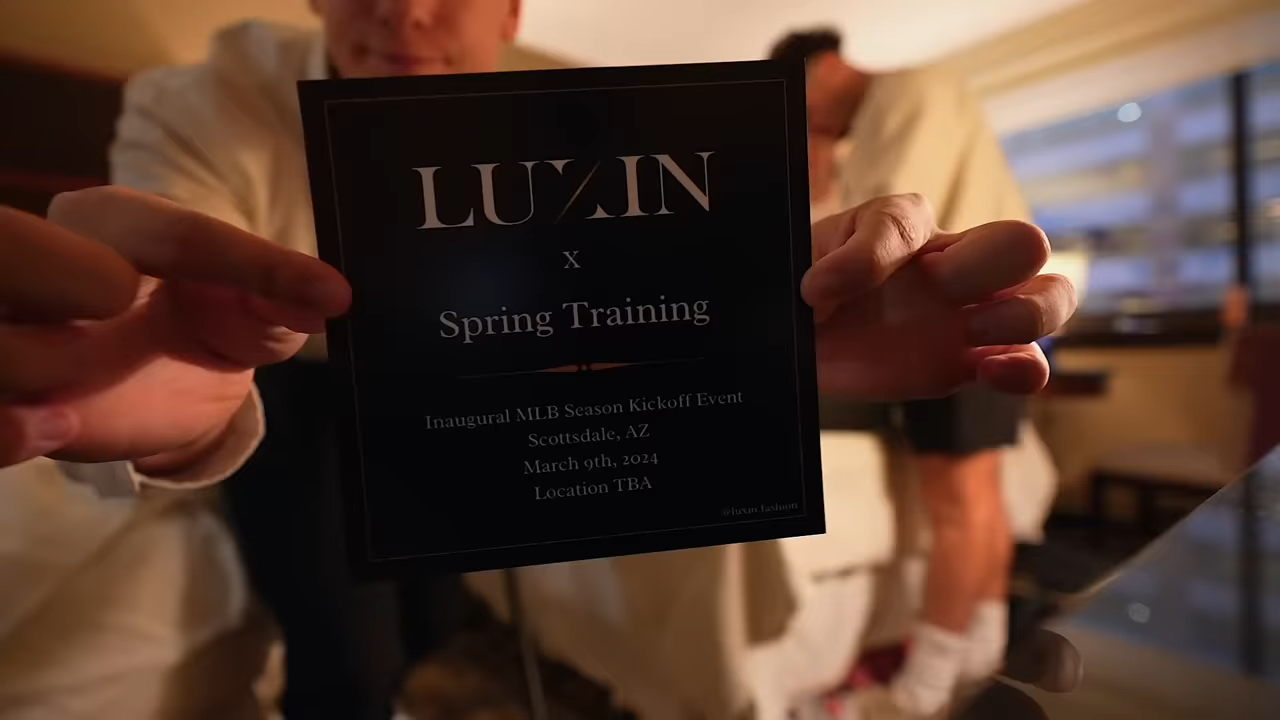 LUXIN
x
Spring Training
Inaugural MLB Season Kickoff Event
Scottsdale, AZ
March 9th, 2024
Location TBA
@luxin.fashion